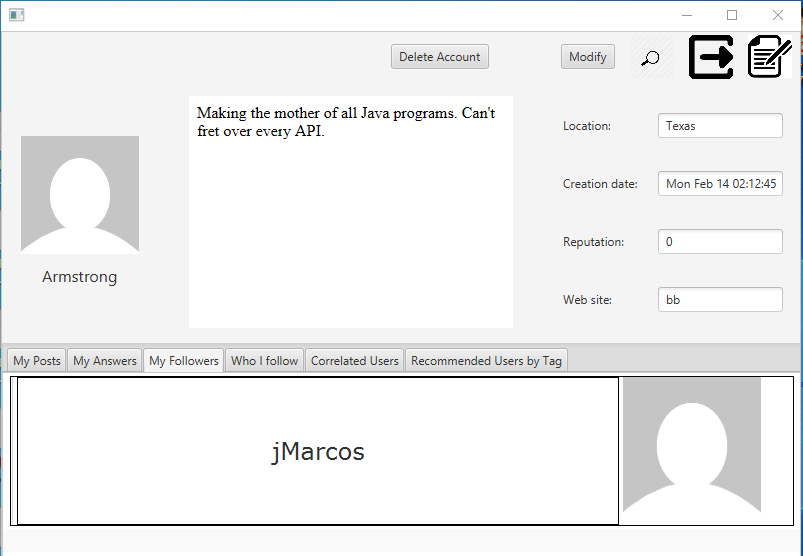 Delete Account
Modify
Making the mother of all Java programs. Can't
fret over every API.
Location:
Texas
Creation date:
Mon Feb 14 02:12:45
Reputation:
0
Web site:
bb
Armstrong
My Posts
My Answers
My Followers
Who I follow
Correlated Users
Recommended Users by Tag
jMarcos